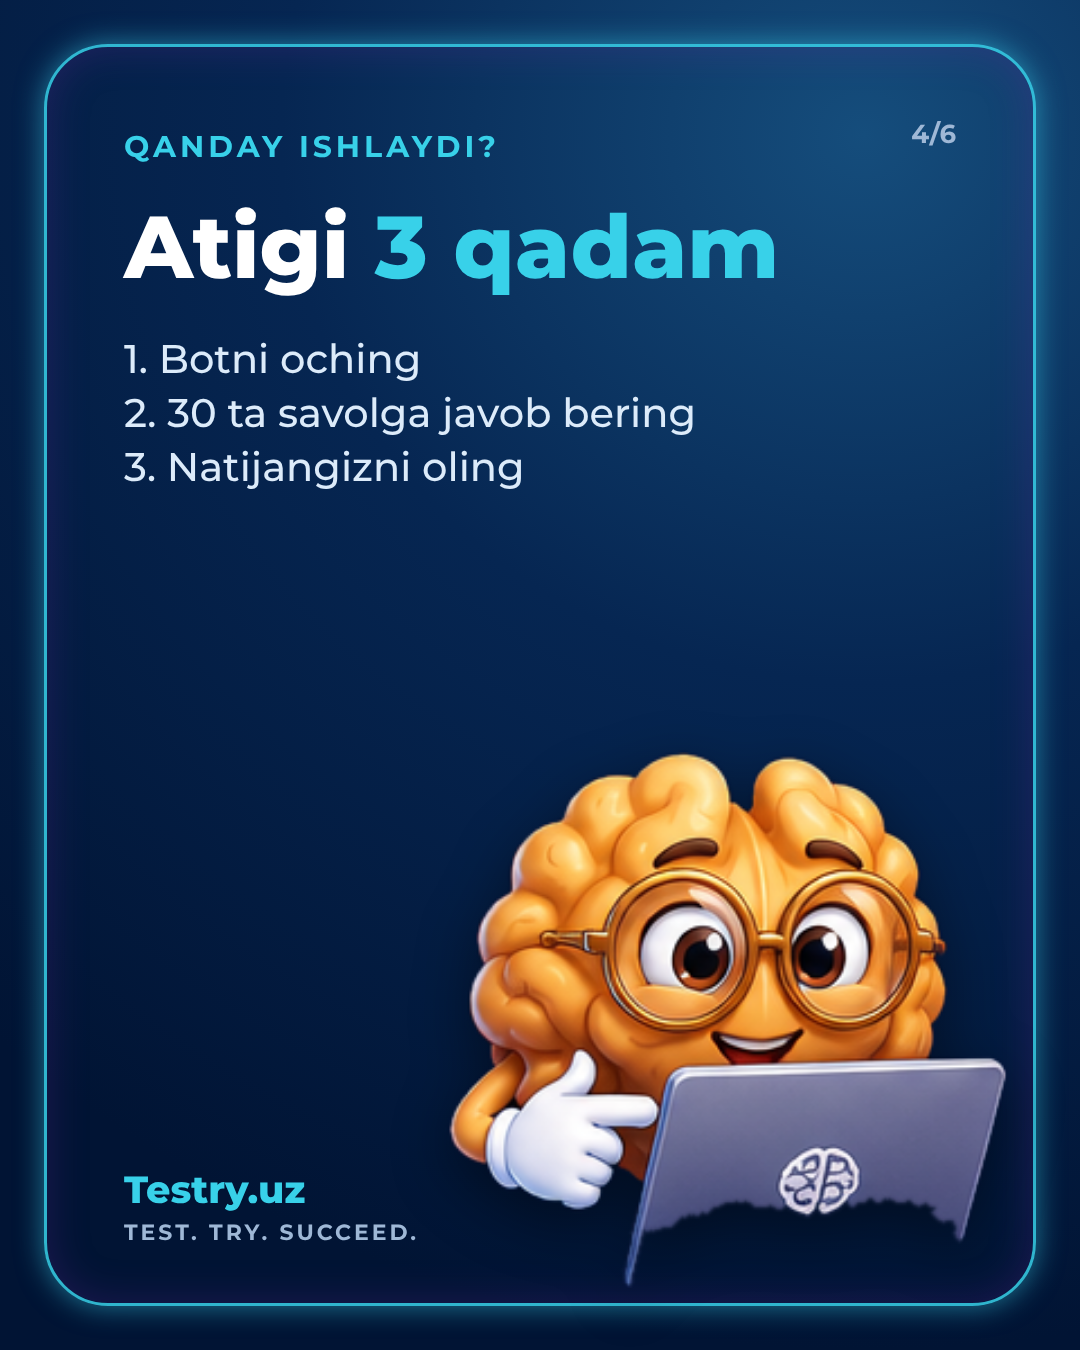 QANDAY ISHLAYDI?
4/6
Atigi 3 qadam
1. Botni oching
2. 30 ta savolga javob bering
3. Natijangizni oling
Testry.uz
TEST. TRY. SUCCEED.